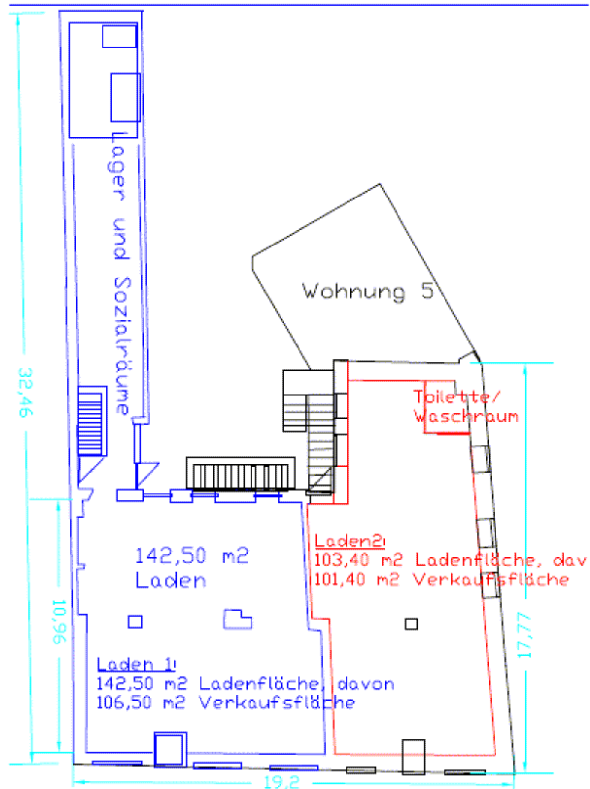 Lager und Sozialräume
Wohnung 5
32,46
Toilette/
Waschraum
142,50 m2
Laden
Laden2:
103,40 m2 Ladenfläche, dav
101,40 m2 Verkaufsfläche
10,96
17,77
Laden 1:
142,50 m2 Ladenfläche, davon
106,50 m2 Verkaufsfläche
19,2